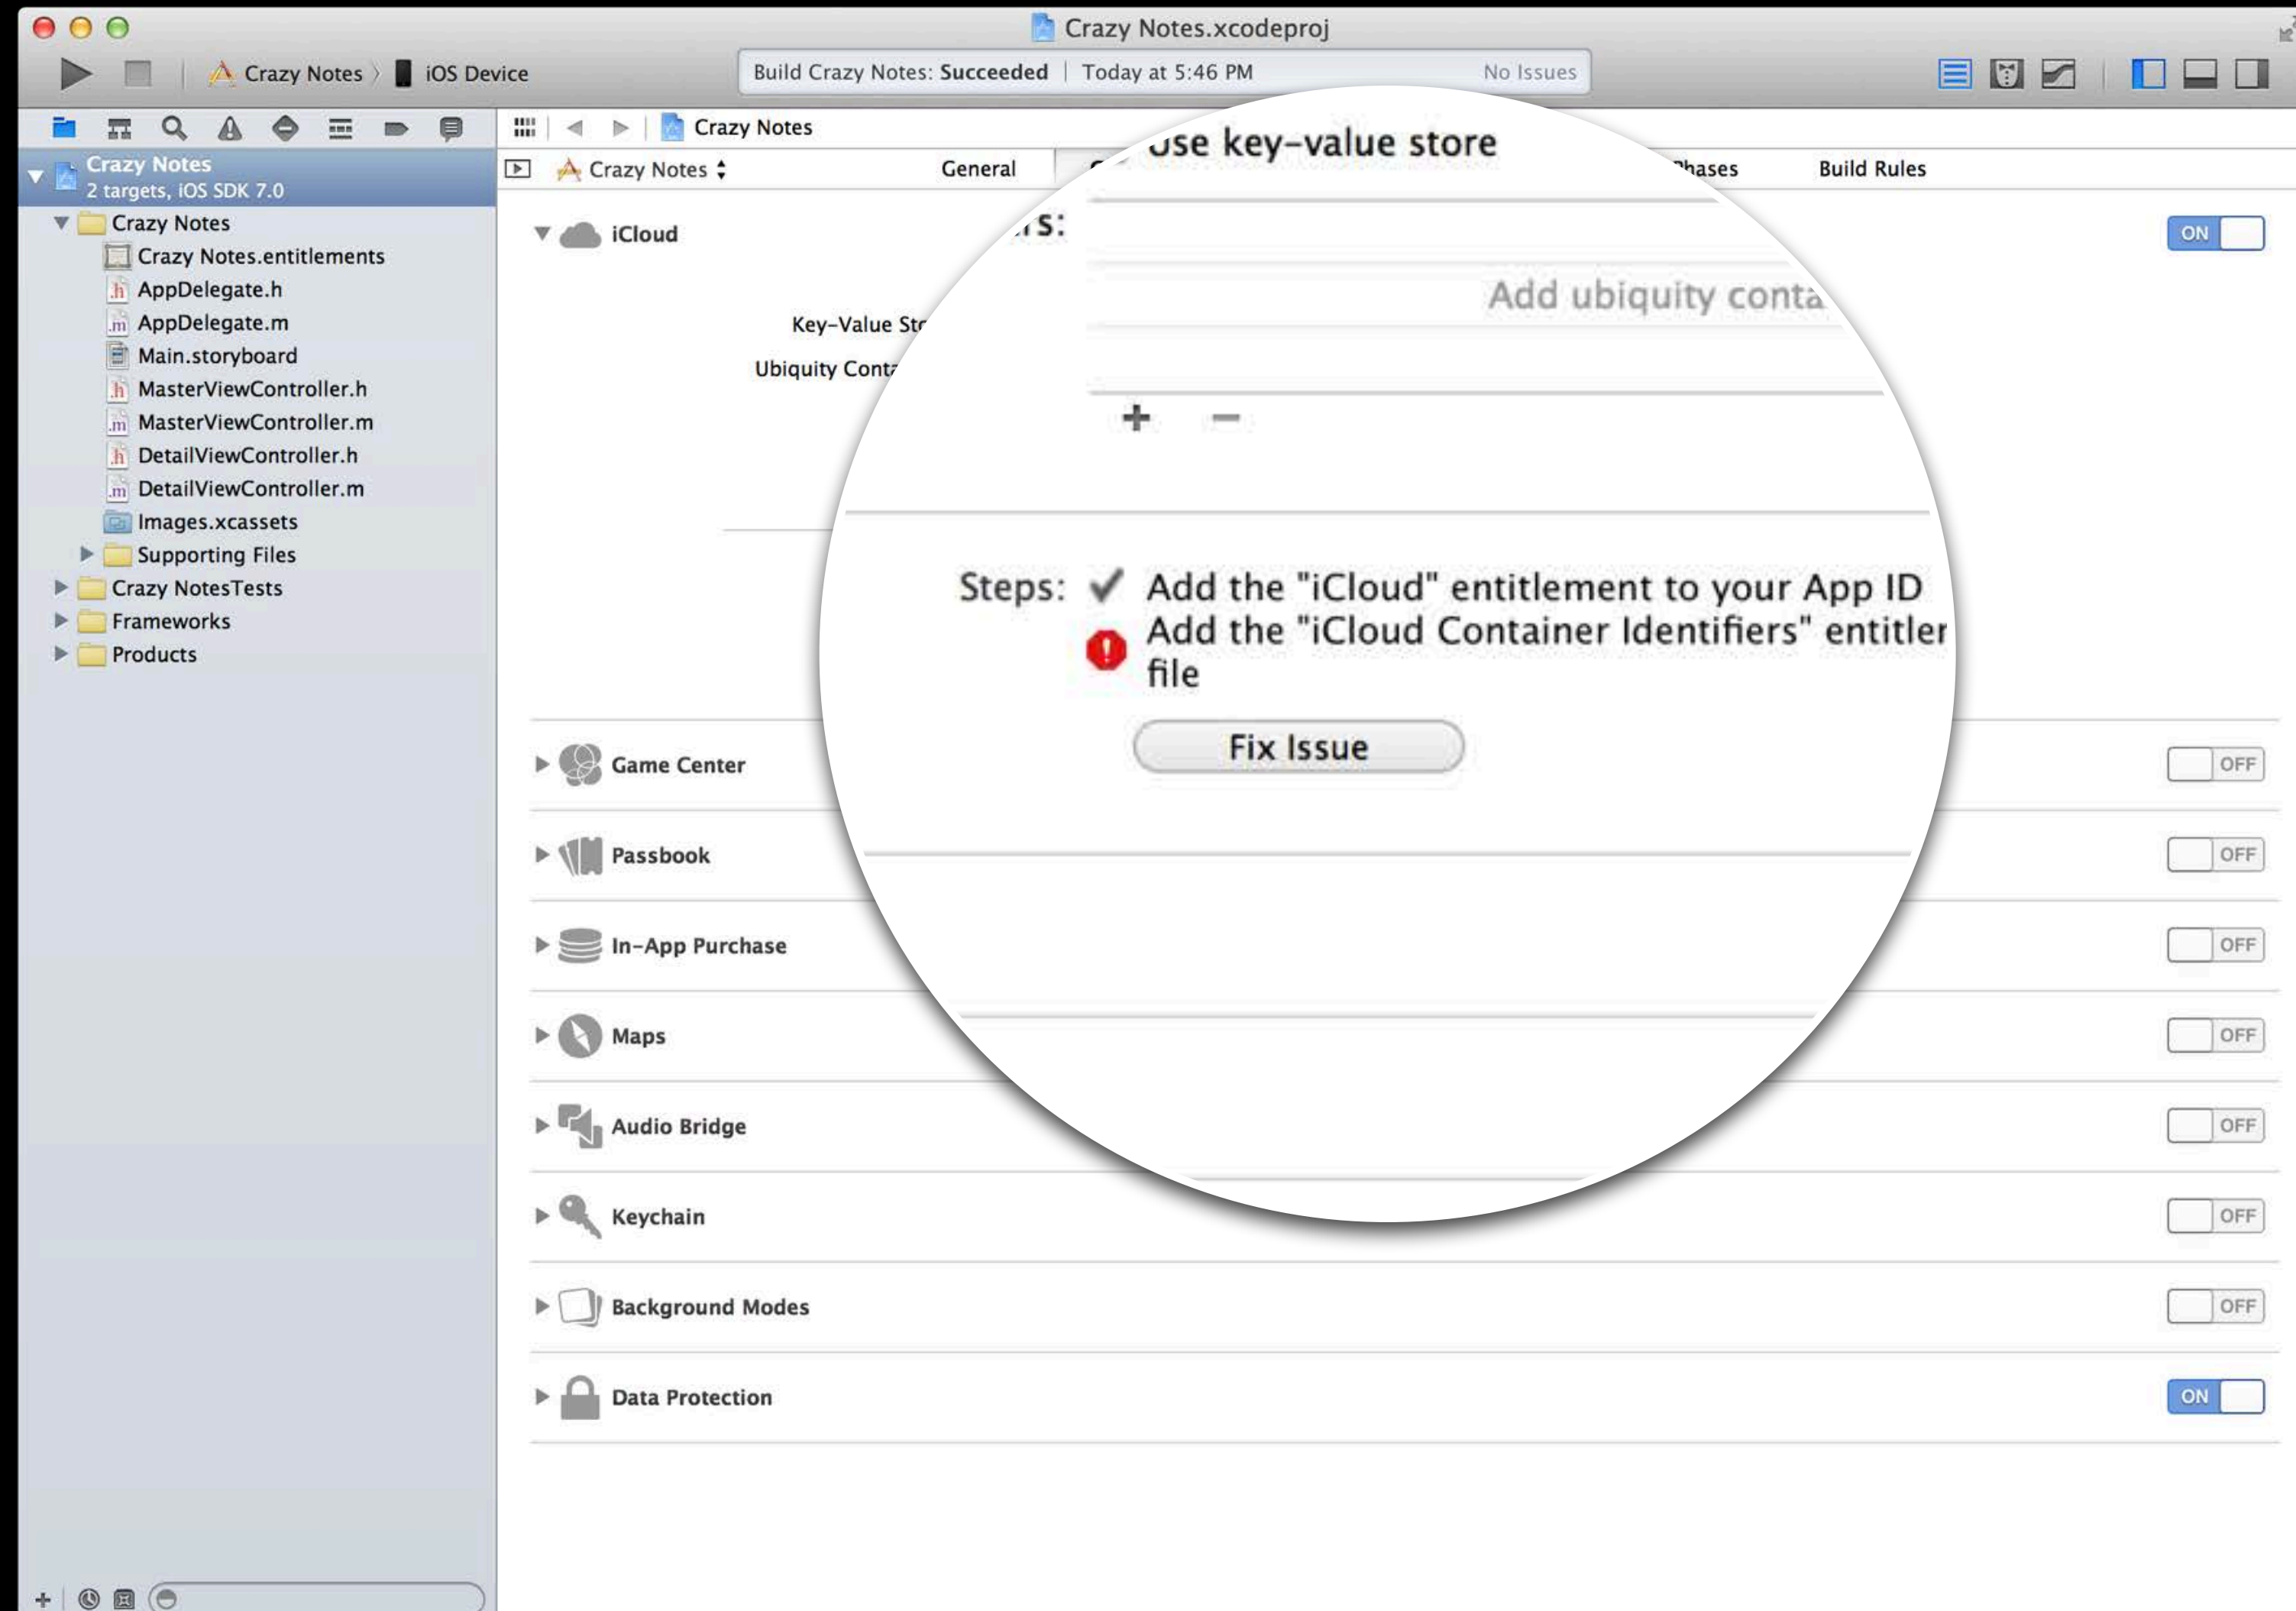 Crazy Notes.xcodeproj
Crazy Notes iOS Device
Build Crazy Notes: Succeeded | Today at 5:46 PM No Issues
Crazy Notes
Crazy Notes
2 targets, iOS SDK 7.0
Crazy Notes
Crazy Notes.entitlements
AppDelegate.h
AppDelegate.m
Main.storyboard
MasterViewController.h
MasterViewController.m
DetailViewController.h
DetailViewController.m
Images.xcassets
Supporting Files
Crazy NotesTests
Frameworks
Products
Crazy Notes General Build Rules
iCloud ON
Key-Value
Ubiquity
key-value store
Add ubiquity
+ −
Steps: Add the "iCloud" entitlement to your App ID
Add the "iCloud Container Identifiers"
file
Fix Issue
Game Center OFF
Passbook OFF
In-App Purchase OFF
Maps OFF
Audio Bridge OFF
Keychain OFF
Background Modes OFF
Data Protection ON